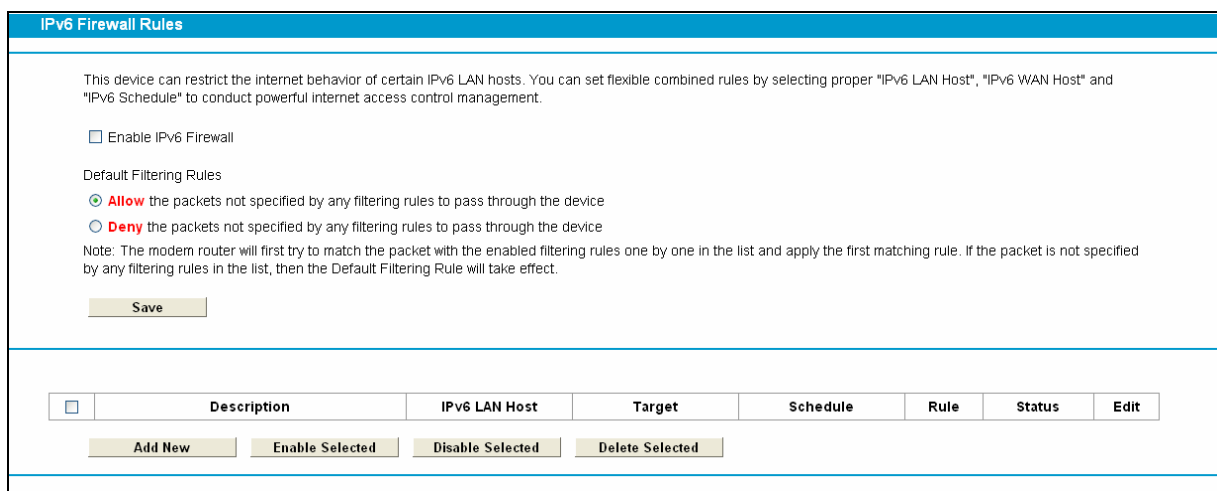 IPv6 Firewall Rules
This device can restrict the internet behavior of certain IPv6 LAN hosts. You can set flexible combined rules by selecting proper "IPv6 LAN Host", "IPv6 WAN Host" and
"IPv6 Schedule" to conduct powerful internet access control management.
Enable IPv6 Firewall
Default Filtering Rules
Allow the packets not specified by any filtering rules to pass through the device
Deny the packets not specified by any filtering rules to pass through the device
Note: The modem router will first try to match the packet with the enabled filtering rules one by one in the list and apply the first matching rule. If the packet is not specified
by any filtering rules in the list, then the Default Filtering Rule will take effect.
Save
Description IPv6 LAN Host Target Schedule Rule Status Edit
Add New Enable Selected Disable Selected Delete Selected